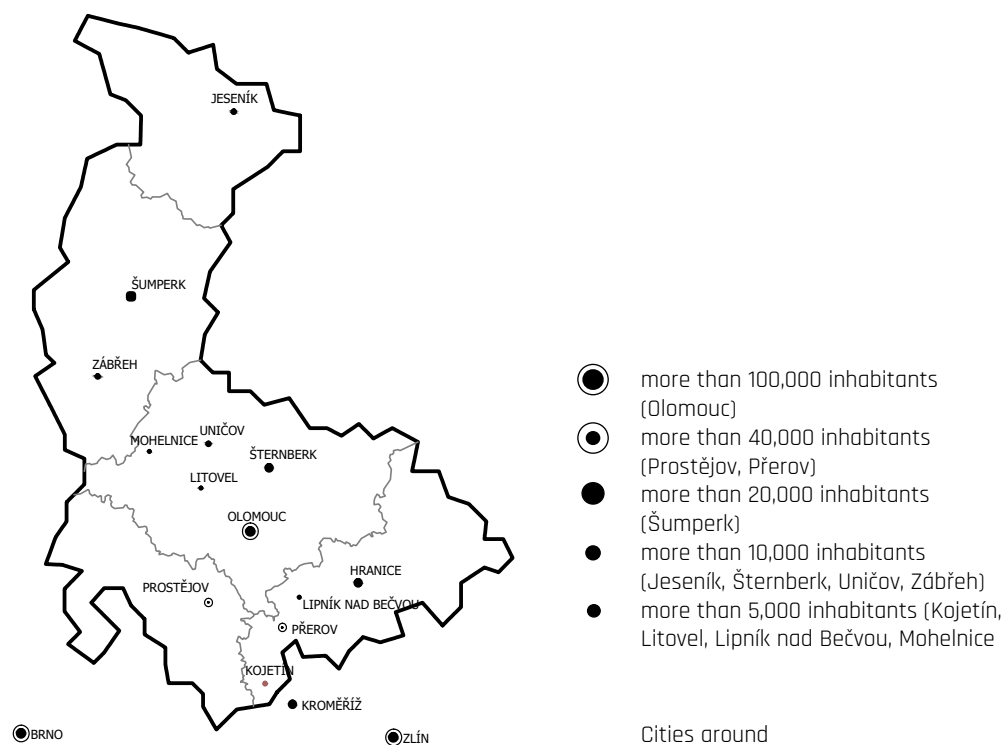 JESENÍK
ŠUMPERK
ZÁBŘEH
UNIČOV
MOHELNICE
ŠTERNBERK
LITOVEL
OLOMOUC
HRANICE
PROSTĚJOV
LIPNÍK NAD BEČVOU
PŘEROV
KOJETÍN
KROMĚŘÍŽ
BRNO
ZLÍN
more than 100,000 inhabitants
(Olomouc)
more than 40,000 inhabitants
(Prostějov, Přerov)
more than 20,000 inhabitants
(Šumperk)
more than 10,000 inhabitants
(Jeseník, Šternberk, Uničov, Zábřeh)
more than 5,000 inhabitants (Kojetín,
Litovel, Lipník nad Bečvou, Mohelnice
Cities around